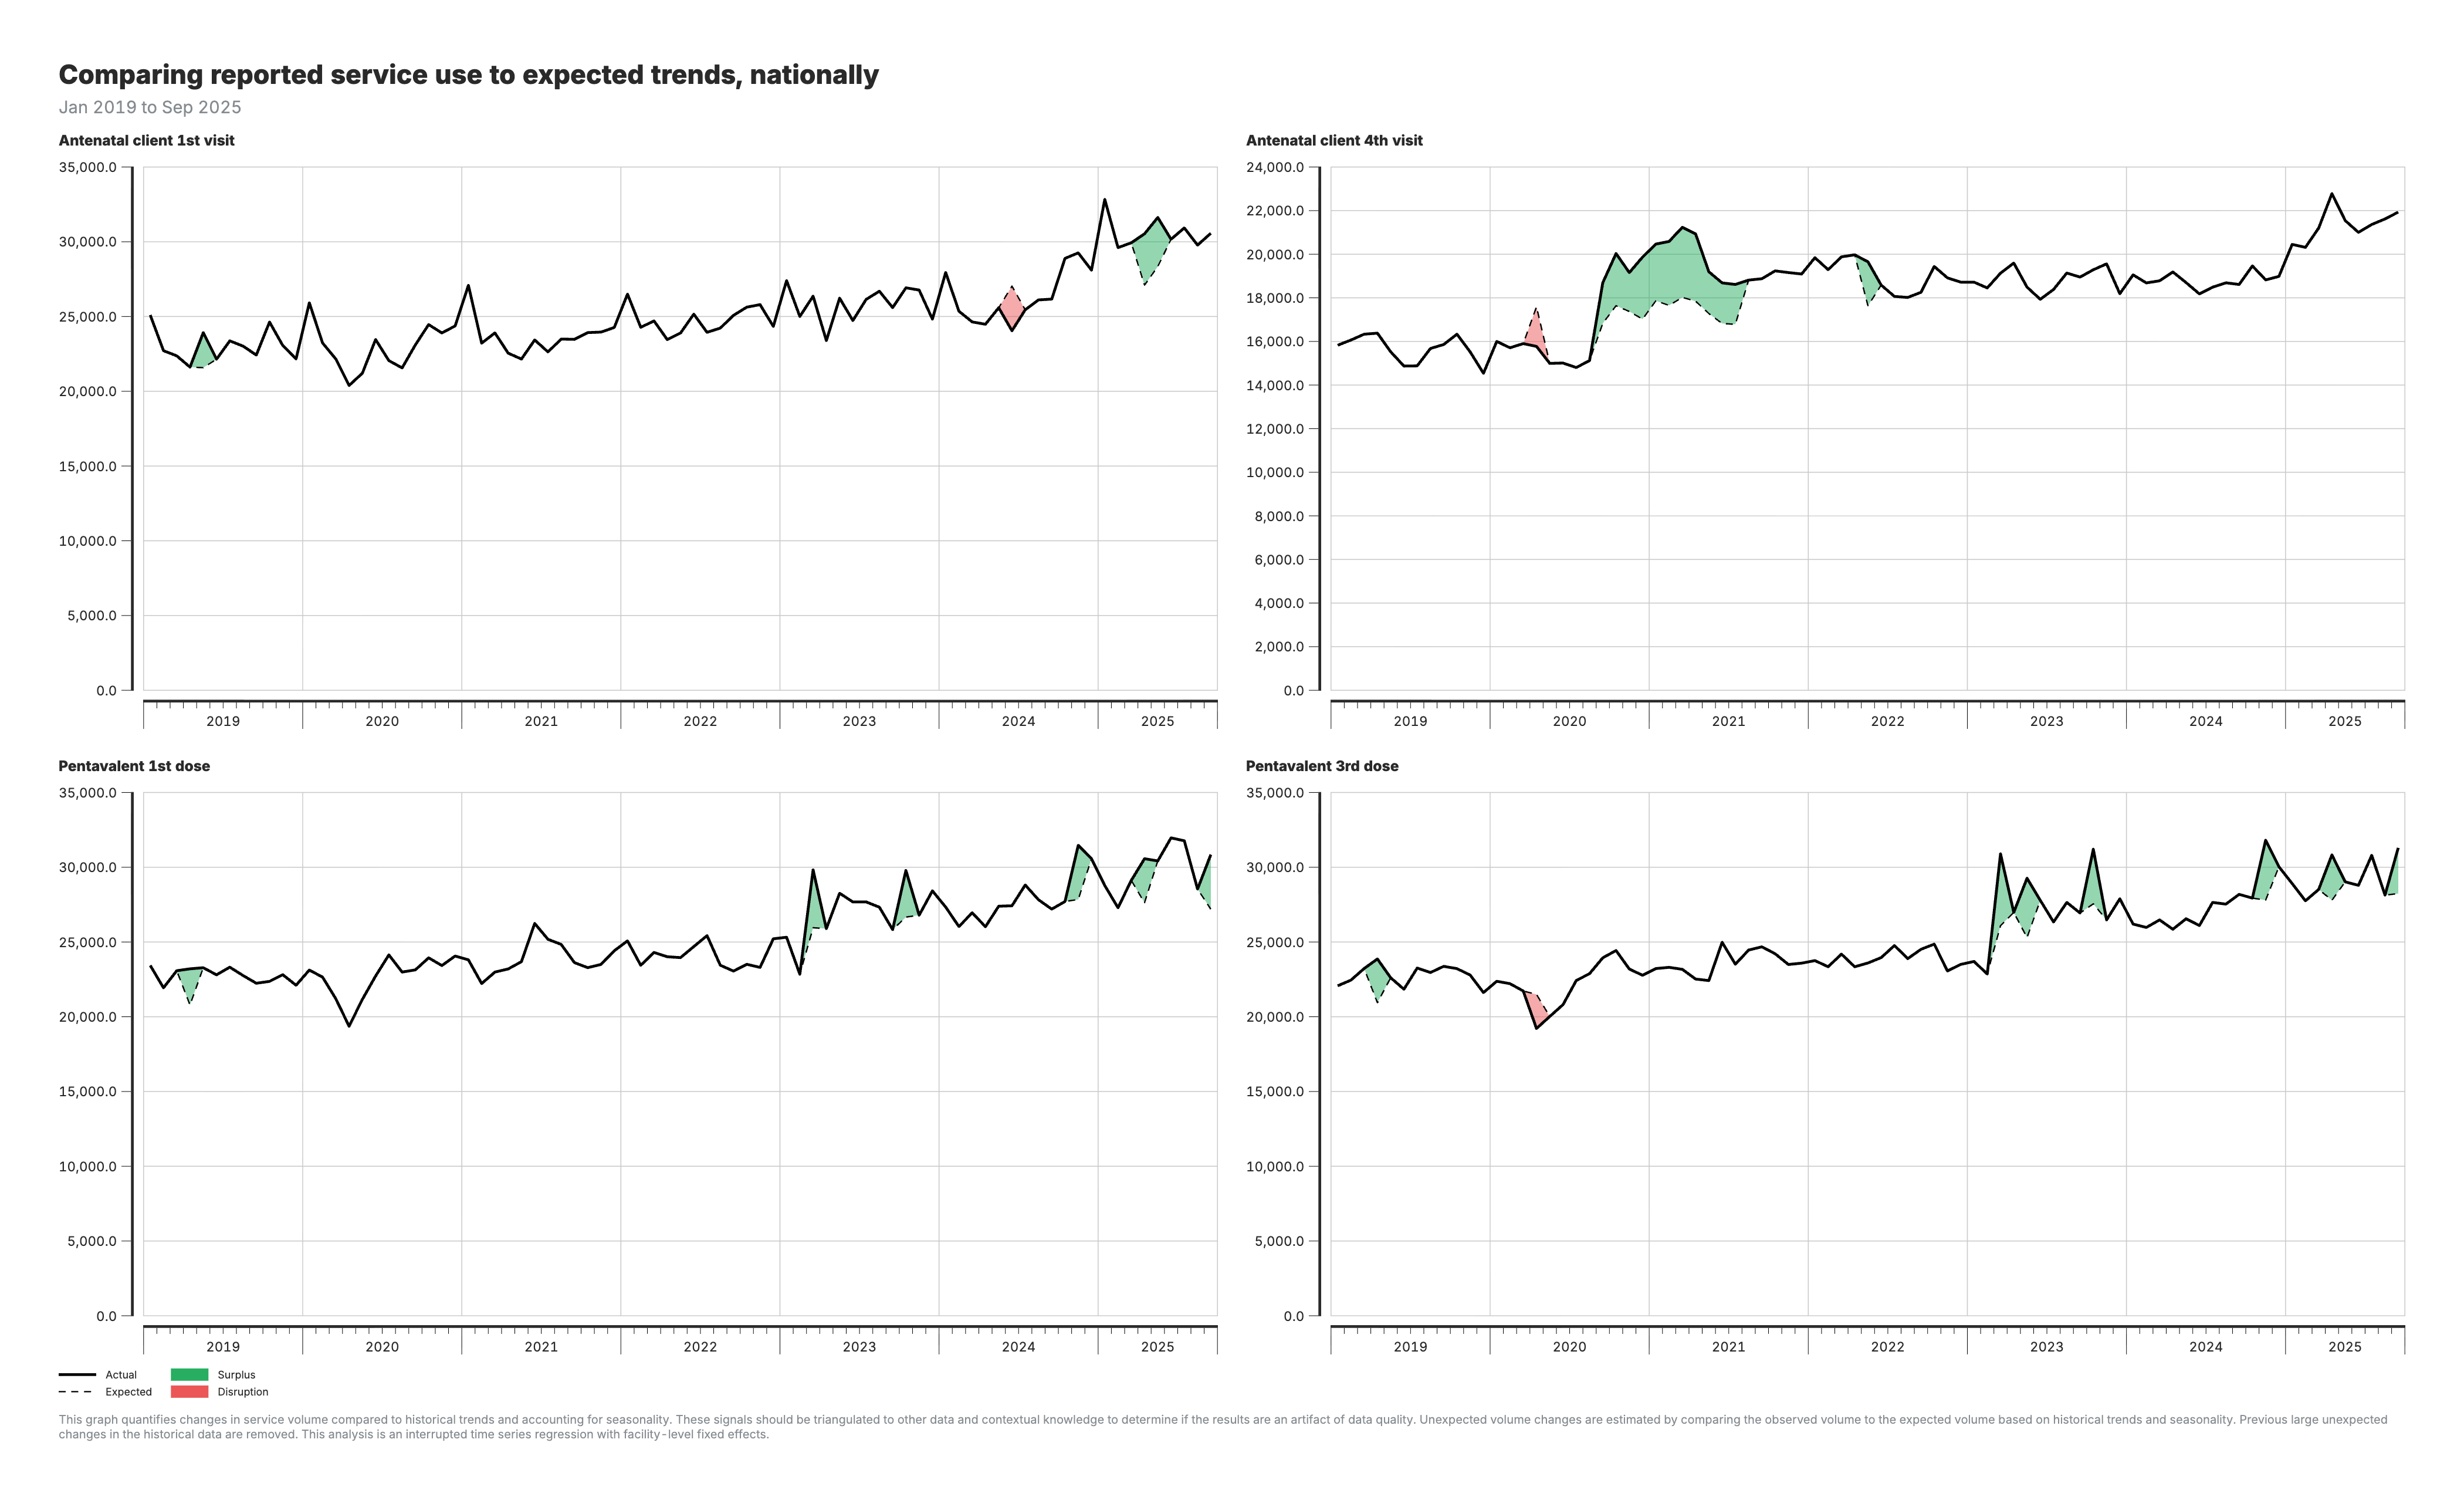 Comparing reported service use to expected trends, nationally
Jan 2019 to Sep 2025
Antenatal client 1st visit
35,000.0
30,000.0
25,000.0
20,000.0
15,000.0
10,000.0
5,000.0
0.0
2019 2020 2021 2022 2023 2024 2025
Antenatal client 4th visit
24,000.0
22,000.0
20,000.0
18,000.0
16,000.0
14,000.0
12,000.0
10,000.0
8,000.0
6,000.0
4,000.0
2,000.0
0.0
2019 2020 2021 2022 2023 2024 2025
Pentavalent 1st dose
35,000.0
30,000.0
25,000.0
20,000.0
15,000.0
10,000.0
5,000.0
0.0
2019 2020 2021 2022 2023 2024 2025
Pentavalent 3rd dose
35,000.0
30,000.0
25,000.0
20,000.0
15,000.0
10,000.0
5,000.0
0.0
2019 2020 2021 2022 2023 2024 2025
Actual Surplus
Expected Disruption
This graph quantifies changes in service volume compared to historical trends and accounting for seasonality. These signals should be triangulated to other data and contextual knowledge to determine if the results are an artifact of data quality. Unexpected volume changes are estimated by comparing the observed volume to the expected volume based on historical trends and seasonality. Previous large unexpected
changes in the historical data are removed. This analysis is an interrupted time series regression with facility-level fixed effects.